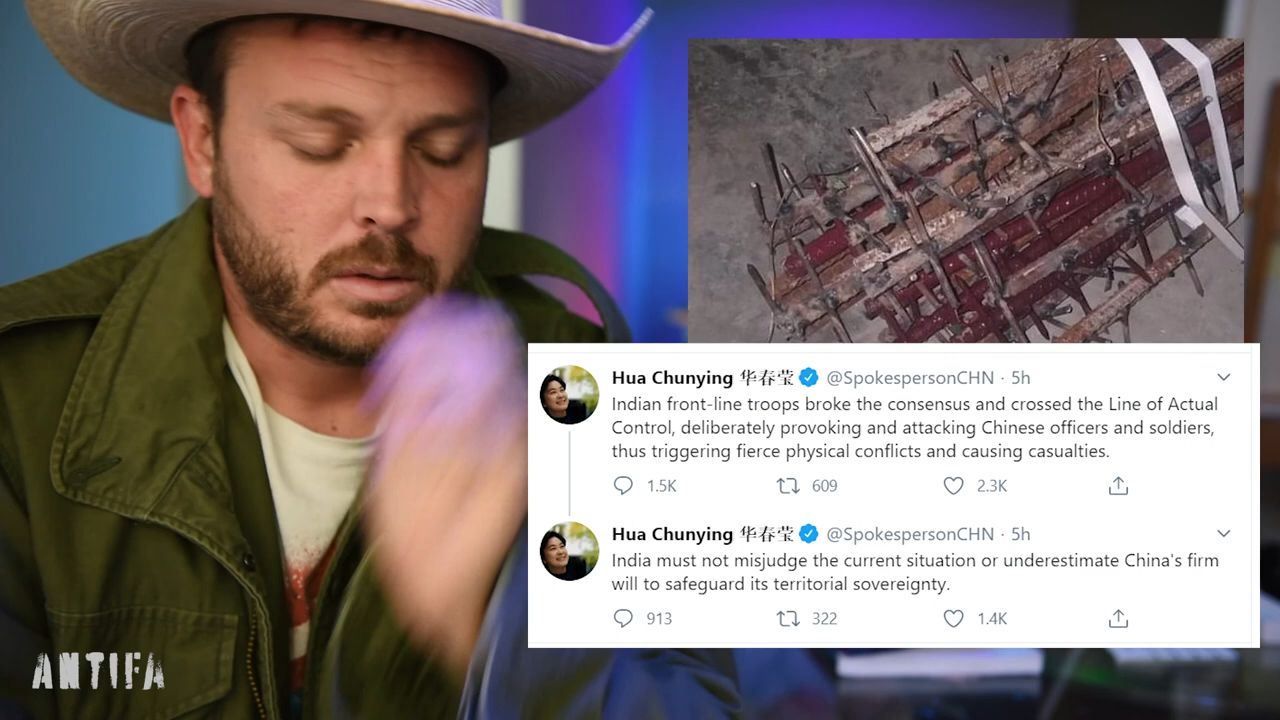 Hua Chunying 华春莹 @SpokespersonCHN · 5h
Indian front-line troops broke the consensus and crossed the Line of Actual
Control, deliberately provoking and attacking Chinese officers and soldiers,
thus triggering fierce physical conflicts and causing casualties.
1.5K 609 2.3K
Hua Chunying 华春莹 @SpokespersonCHN · 5h
India must not misjudge the current situation or underestimate China's firm
will to safeguard its territorial sovereignty.
913 322 1.4K
ANTIFA